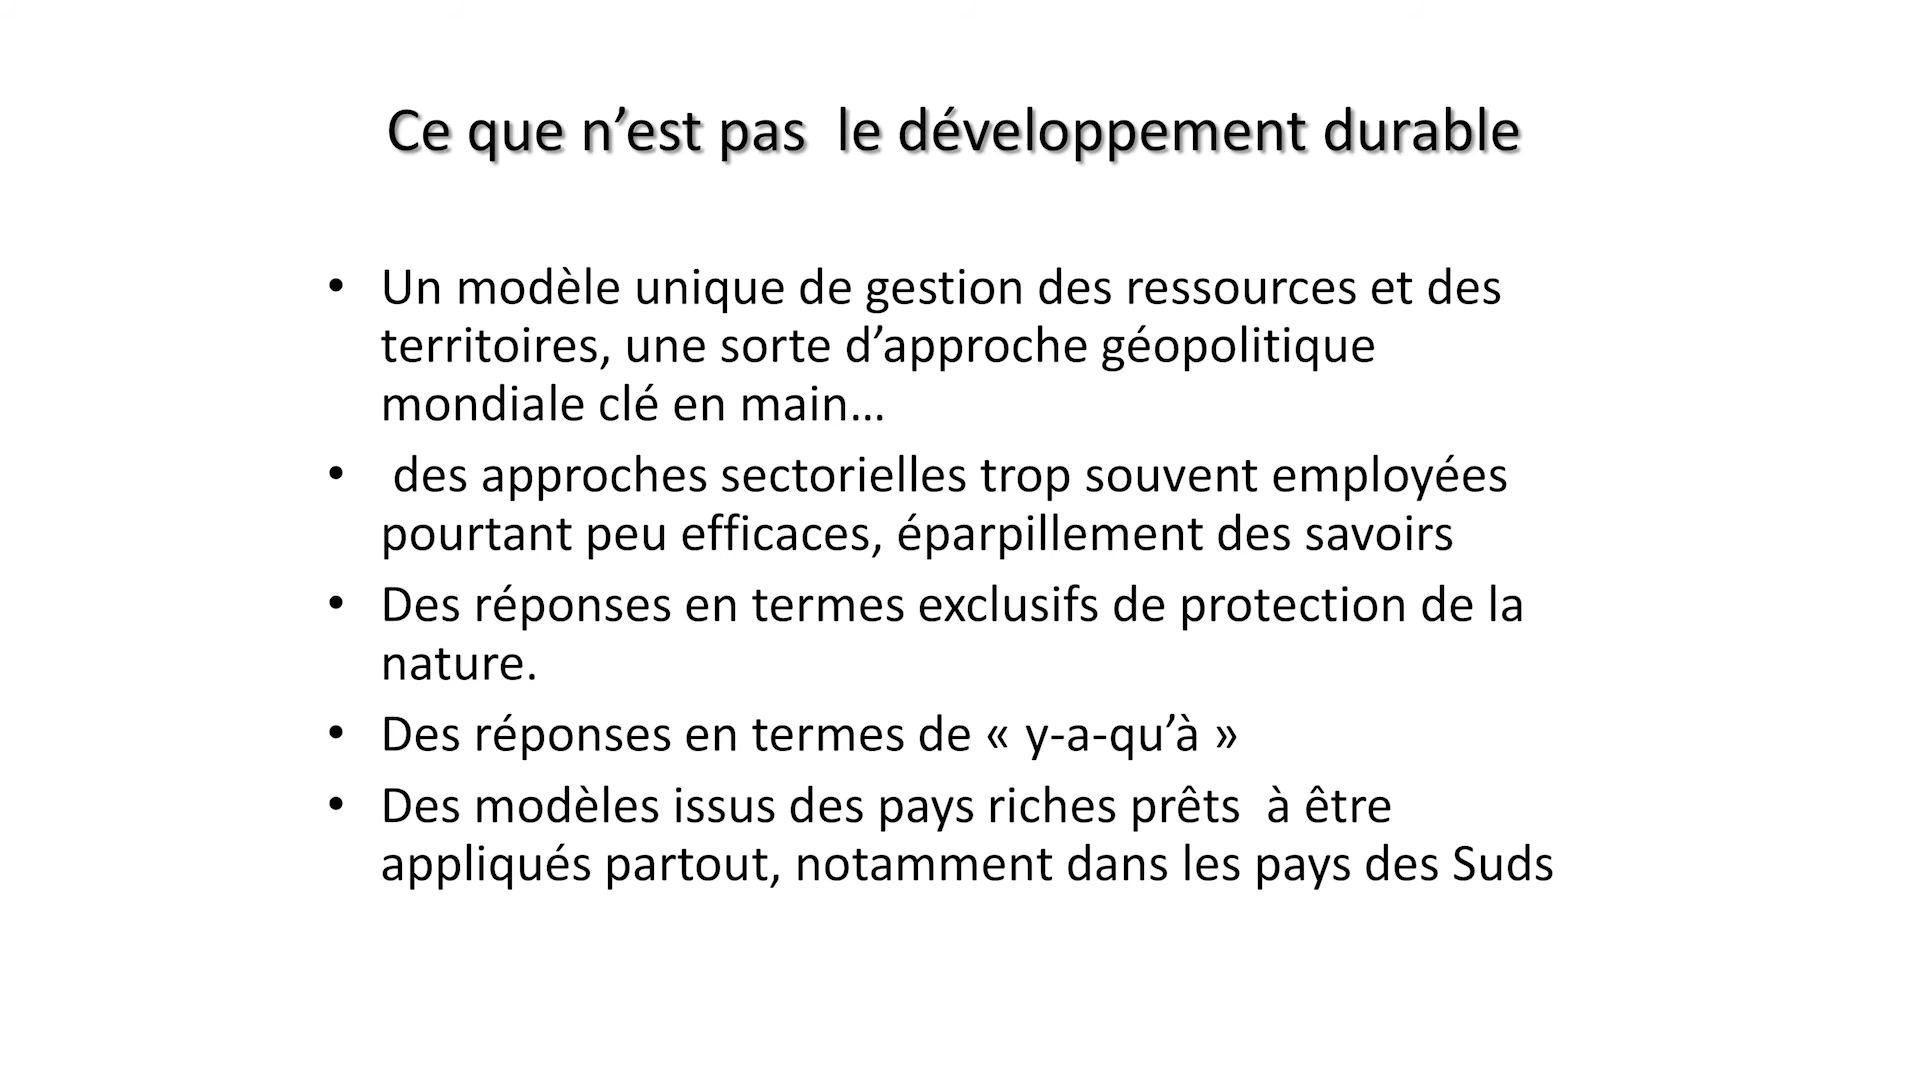 Ce que n’est pas  le développement durable
• Un modèle unique de gestion des ressources et des
territoires, une sorte d’approche géopolitique
mondiale clé en main…
•  des approches sectorielles trop souvent employées
pourtant peu efficaces, éparpillement des savoirs
• Des réponses en termes exclusifs de protection de la
nature.
• Des réponses en termes de « y-a-qu’à »
• Des modèles issus des pays riches prêts  à être
appliqués partout, notamment dans les pays des Suds